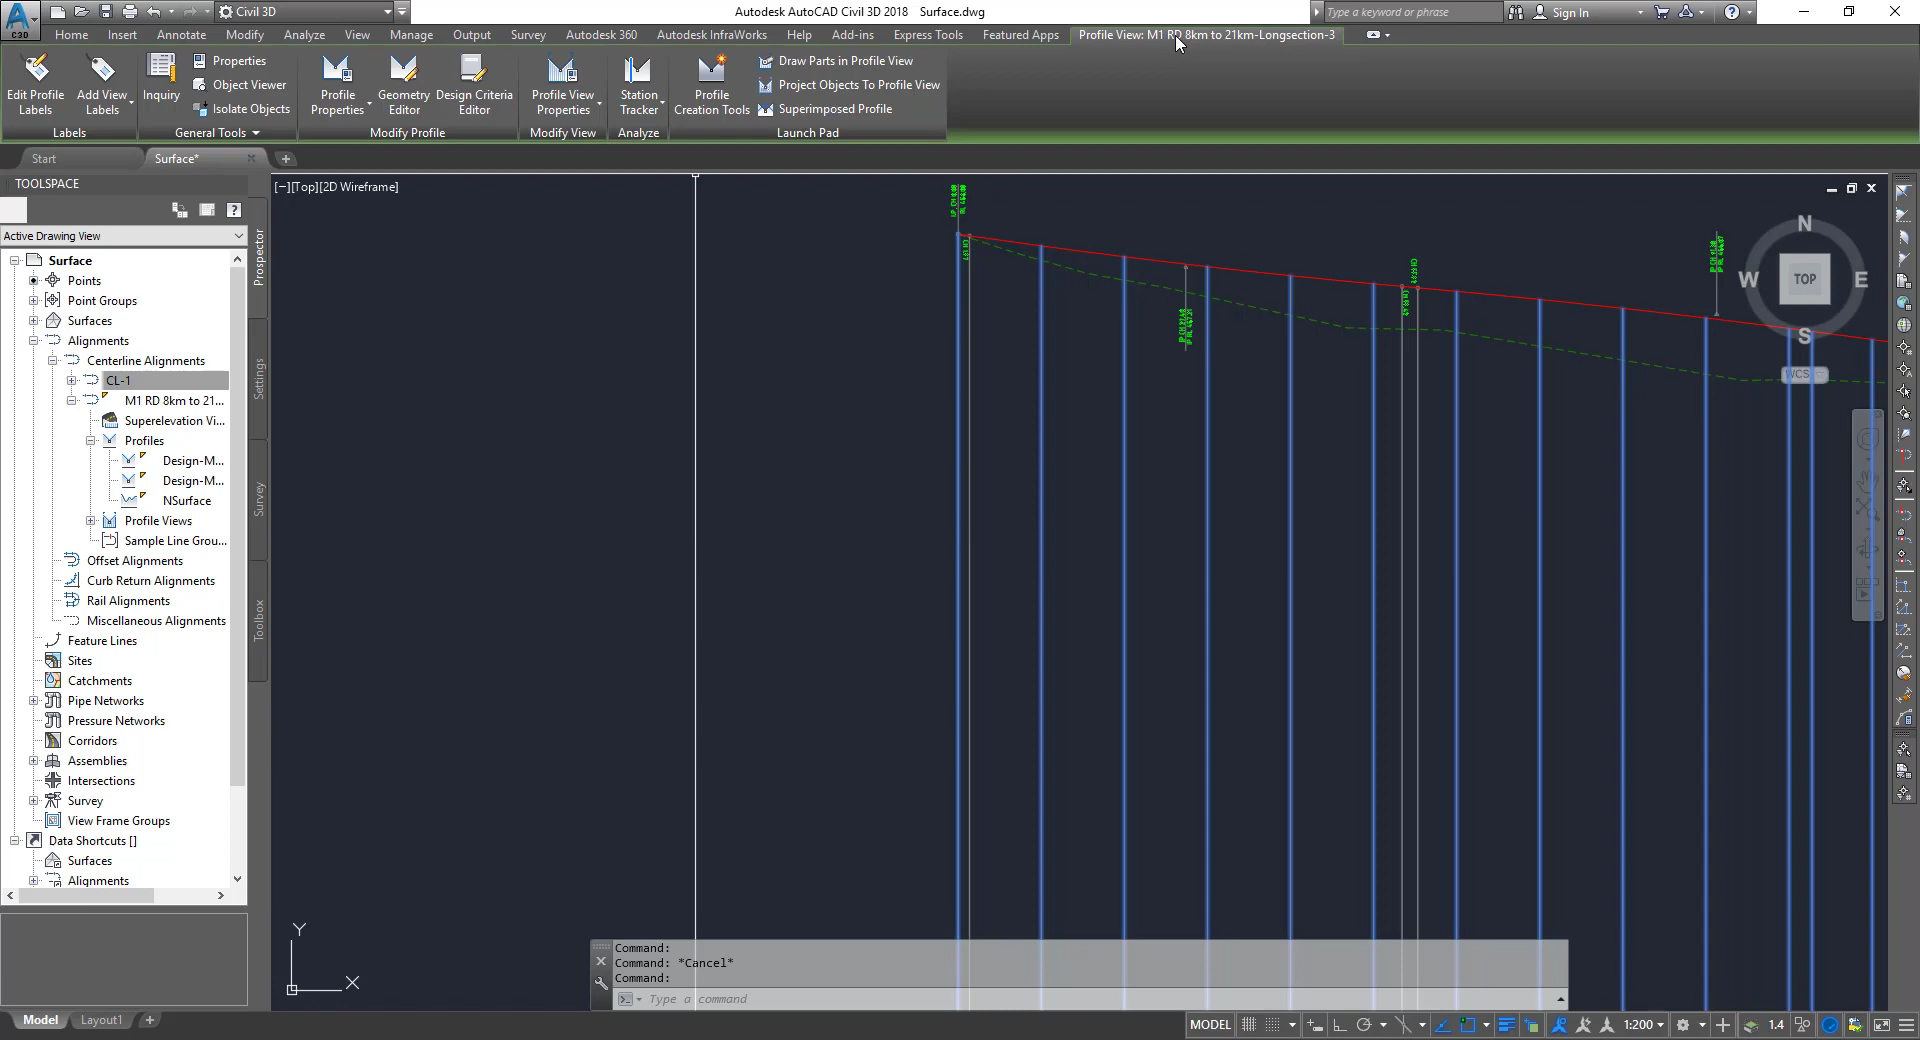 C3D
Civil 3D
Autodesk AutoCAD Civil 3D 2018 Surface.dwg
Type a keyword or phrase
Sign In
Home Insert Annotate Modify Analyze View Manage Output Survey Autodesk 360 Autodesk InfraWorks Help Add-ins Express Tools Featured Apps Profile View: M1 RD 8km to 21km-Longsection-3
Edit Profile Labels
Add View Labels
Inquiry
Properties
Object Viewer
Isolate Objects
Profile Properties
Geometry Editor
Design Criteria Editor
Profile View Properties
Station Tracker
Profile Creation Tools
Draw Parts in Profile View
Project Objects To Profile View
Superimposed Profile
Labels
General Tools
Modify Profile
Modify View
Analyze
Launch Pad
Start
Surface*
TOOLSPACE
Active Drawing View
Surface
Points
Point Groups
Surfaces
Alignments
Centerline Alignments
CL-1
M1 RD 8km to 21...
Superelevation Vi...
Profiles
Design-M...
Design-M...
NSurface
Profile Views
Sample Line Grou...
Offset Alignments
Curb Return Alignments
Rail Alignments
Miscellaneous Alignments
Feature Lines
Sites
Catchments
Pipe Networks
Pressure Networks
Corridors
Assemblies
Intersections
Survey
View Frame Groups
Data Shortcuts []
Surfaces
Alignments
Prospector
Settings
Survey
Toolbox
[−][Top][2D Wireframe]
N
W
TOP
E
S
WCS
Y
X
Command:
Command: *Cancel*
Command:
Type a command
Model
Layout1
MODEL
1:200
1.4